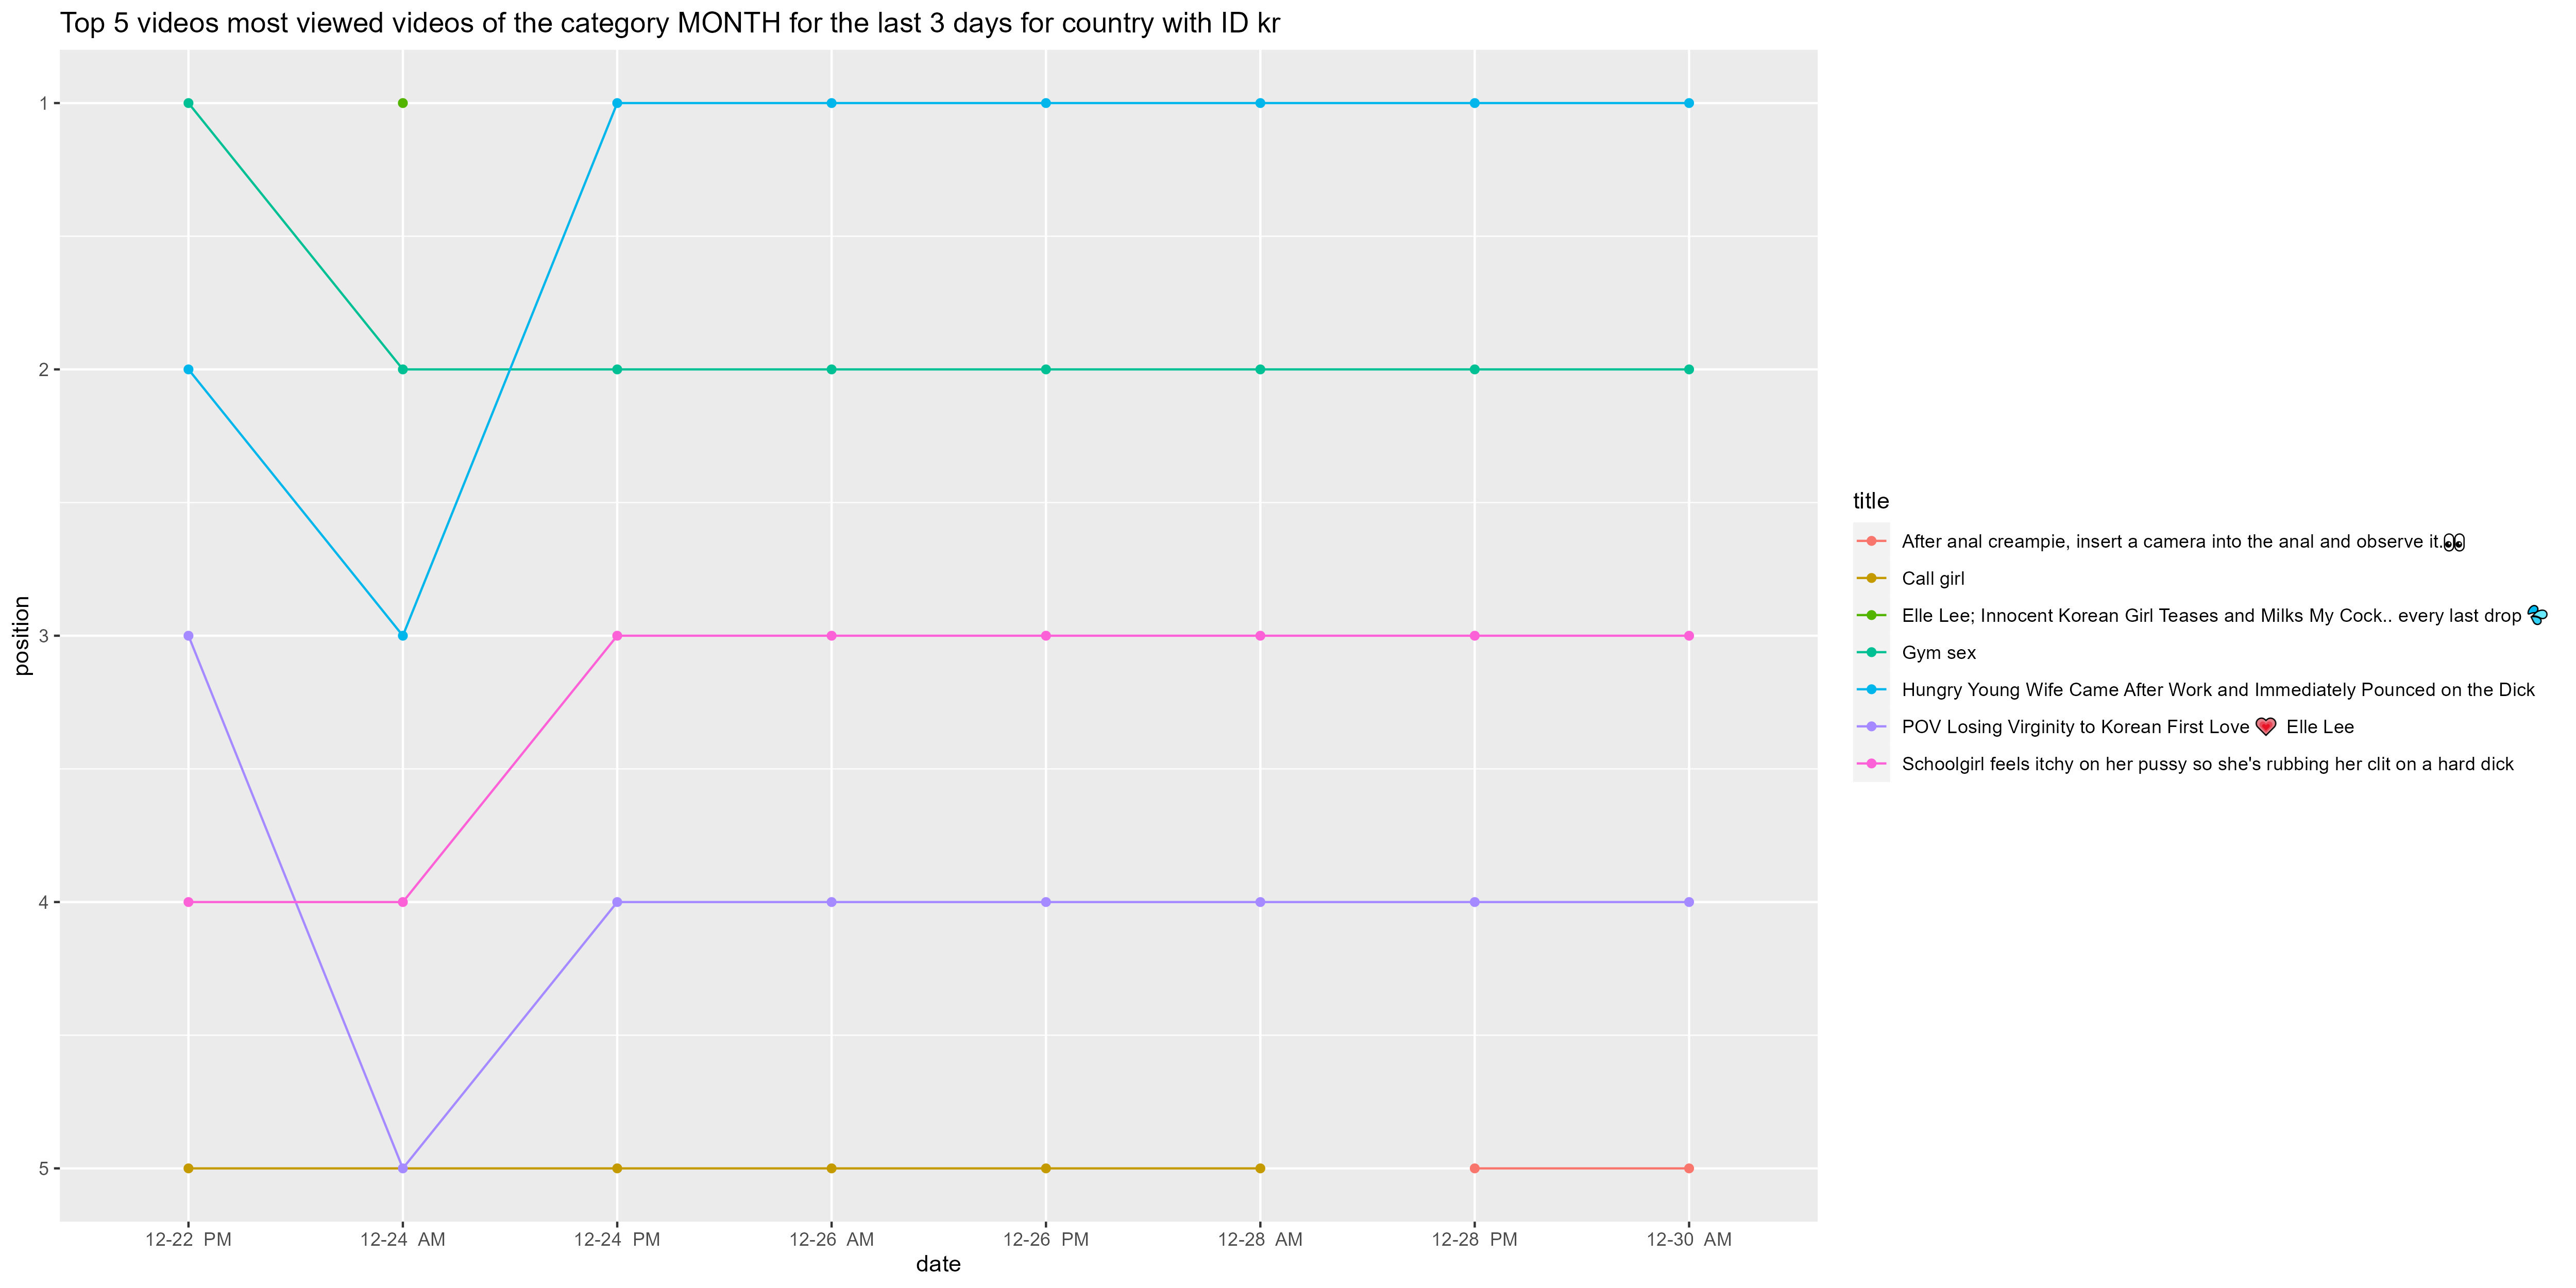 Top 5 videos most viewed videos of the category MONTH for the last 3 days for country with ID kr
position
1
2
3
4
5
12-22 PM
12-24 AM
12-24 PM
12-26 AM
12-26 PM
12-28 AM
12-28 PM
12-30 AM
date
title
After anal creampie, insert a camera into the anal and observe it.👀
Call girl
Elle Lee; Innocent Korean Girl Teases and Milks My Cock.. every last drop 💦
Gym sex
Hungry Young Wife Came After Work and Immediately Pounced on the Dick
POV Losing Virginity to Korean First Love ❤️ Elle Lee
Schoolgirl feels itchy on her pussy so she's rubbing her clit on a hard dick